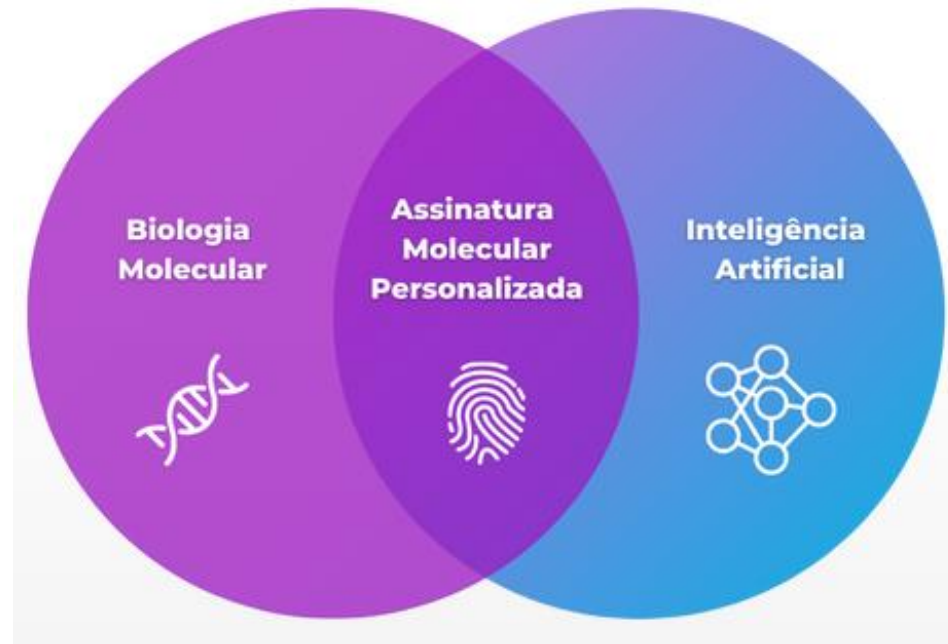 Biologia
Molecular
Assinatura
Molecular
Personalizada
Inteligência
Artificial